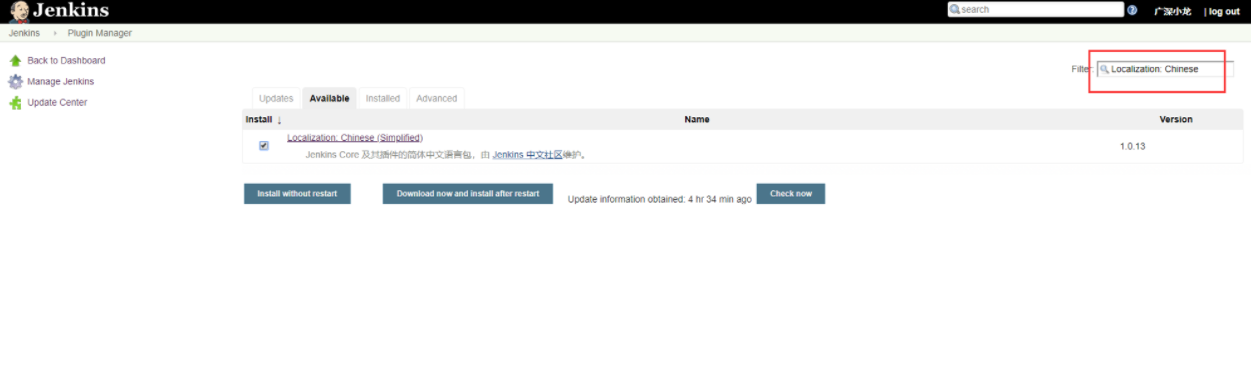 Jenkins
search
广深小龙 | log out
Jenkins › Plugin Manager
Back to Dashboard
Manage Jenkins
Update Center
Filter: Localization: Chinese
Updates Available Installed Advanced
Install ↓ Name Version
Localization: Chinese (Simplified)
Jenkins Core 及其插件的简体中文语言包，由 Jenkins 中文社区维护。
1.0.13
Install without restart Download now and install after restart Update information obtained: 4 hr 34 min ago Check now